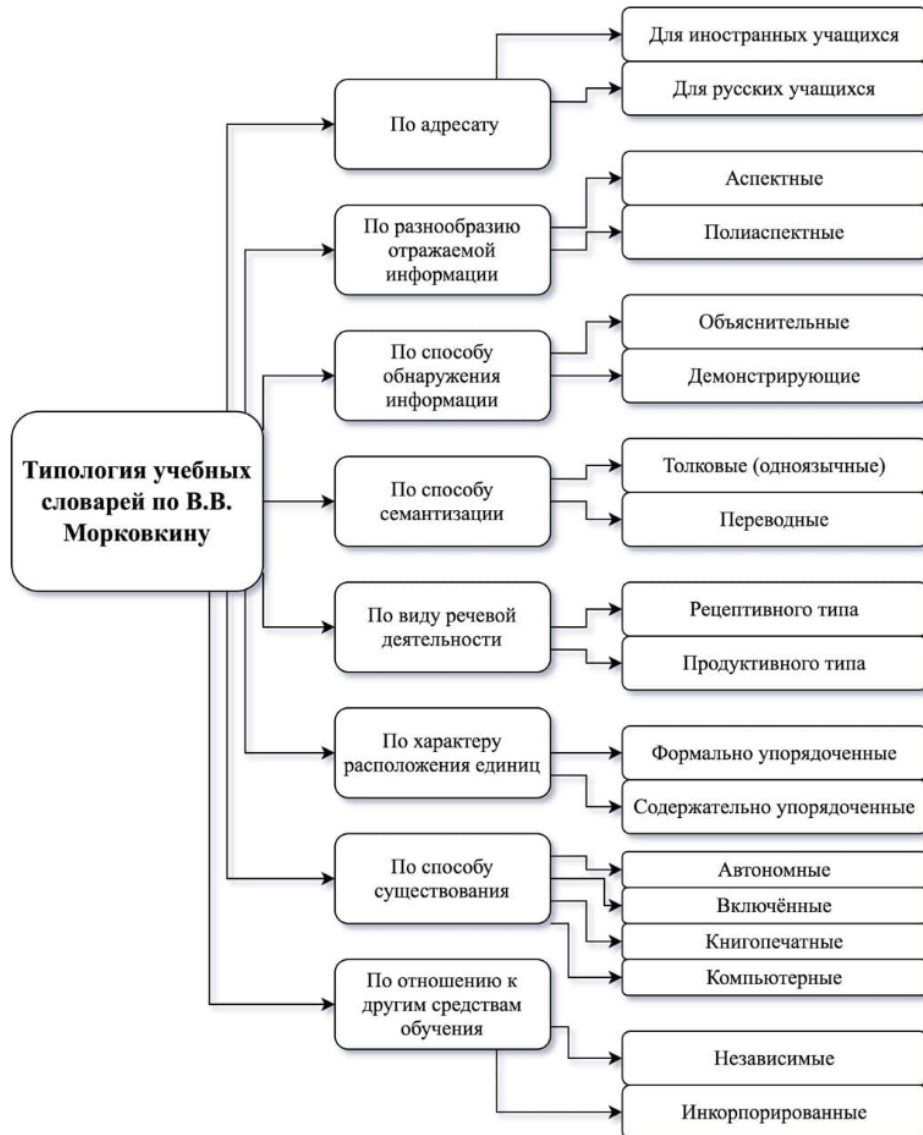 Типология учебных
словарей по В.В.
Морковкину
По адресату
Для иностранных учащихся
Для русских учащихся
По разнообразию
отражаемой
информации
Аспектные
Полиаспектные
По способу
обнаружения
информации
Объяснительные
Демонстрирующие
По способу
семантизации
Толковые (одноязычные)
Переводные
По виду речевой
деятельности
Рецептивного типа
Продуктивного типа
По характеру
расположения единиц
Формально упорядоченные
Содержательно упорядоченные
По способу
существования
Автономные
Включённые
Книгопечатные
Компьютерные
По отношению к
другим средствам
обучения
Независимые
Инкорпорированные